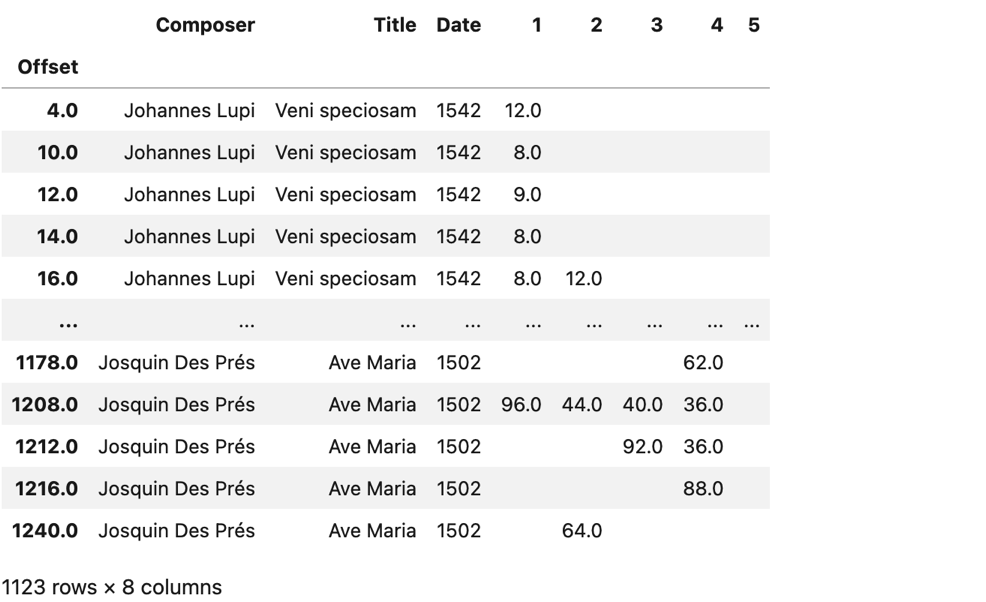 Composer Title Date 1 2 3 4 5
Offset
4.0 Johannes Lupi Veni speciosam 1542 12.0
10.0 Johannes Lupi Veni speciosam 1542 8.0
12.0 Johannes Lupi Veni speciosam 1542 9.0
14.0 Johannes Lupi Veni speciosam 1542 8.0
16.0 Johannes Lupi Veni speciosam 1542 8.0 12.0
... ... ... ... ... ... ... ... ...
1178.0 Josquin Des Prés Ave Maria 1502 62.0
1208.0 Josquin Des Prés Ave Maria 1502 96.0 44.0 40.0 36.0
1212.0 Josquin Des Prés Ave Maria 1502 92.0 36.0
1216.0 Josquin Des Prés Ave Maria 1502 88.0
1240.0 Josquin Des Prés Ave Maria 1502 64.0
1123 rows × 8 columns